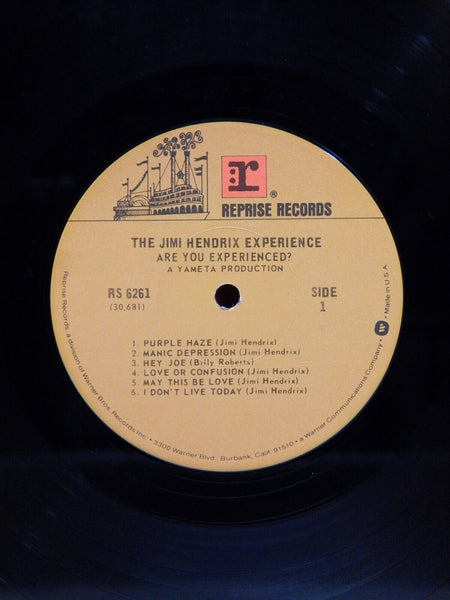 r®
REPRISE RECORDS
THE JIMI HENDRIX EXPERIENCE
ARE YOU EXPERIENCED?
A YAMETA PRODUCTION
RS 6261
(30,681)
SIDE
1
1. PURPLE HAZE (Jimi Hendrix)
2. MANIC DEPRESSION (Jimi Hendrix)
3. HEY JOE (Billy Roberts)
4. LOVE OR CONFUSION (Jimi Hendrix)
5. MAY THIS BE LOVE (Jimi Hendrix)
6. I DON'T LIVE TODAY (Jimi Hendrix)
Reprise Records, a division of Warner Bros. Records Inc. • 3300 Warner Blvd., Burbank, Calif. 91510 • a Warner Communications Company • W • Made in U.S.A.